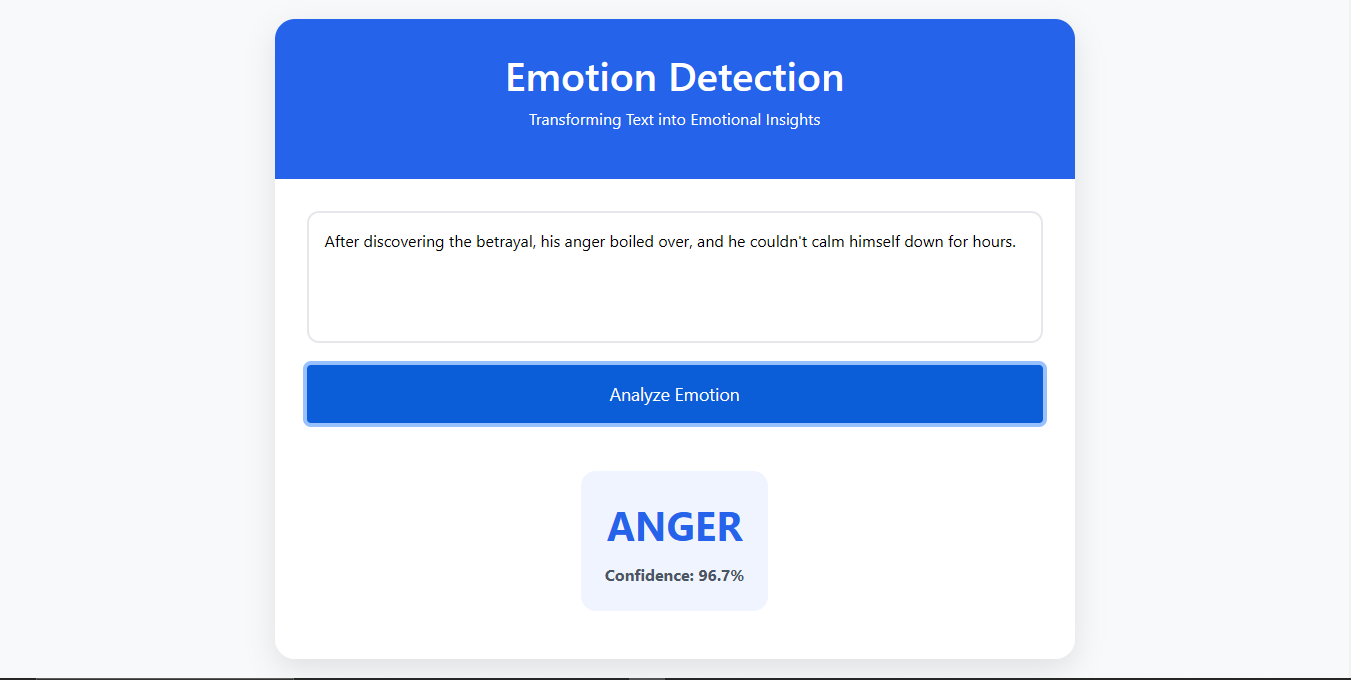 Emotion Detection
Transforming Text into Emotional Insights
After discovering the betrayal, his anger boiled over, and he couldn't calm himself down for hours.
Analyze Emotion
ANGER
Confidence: 96.7%